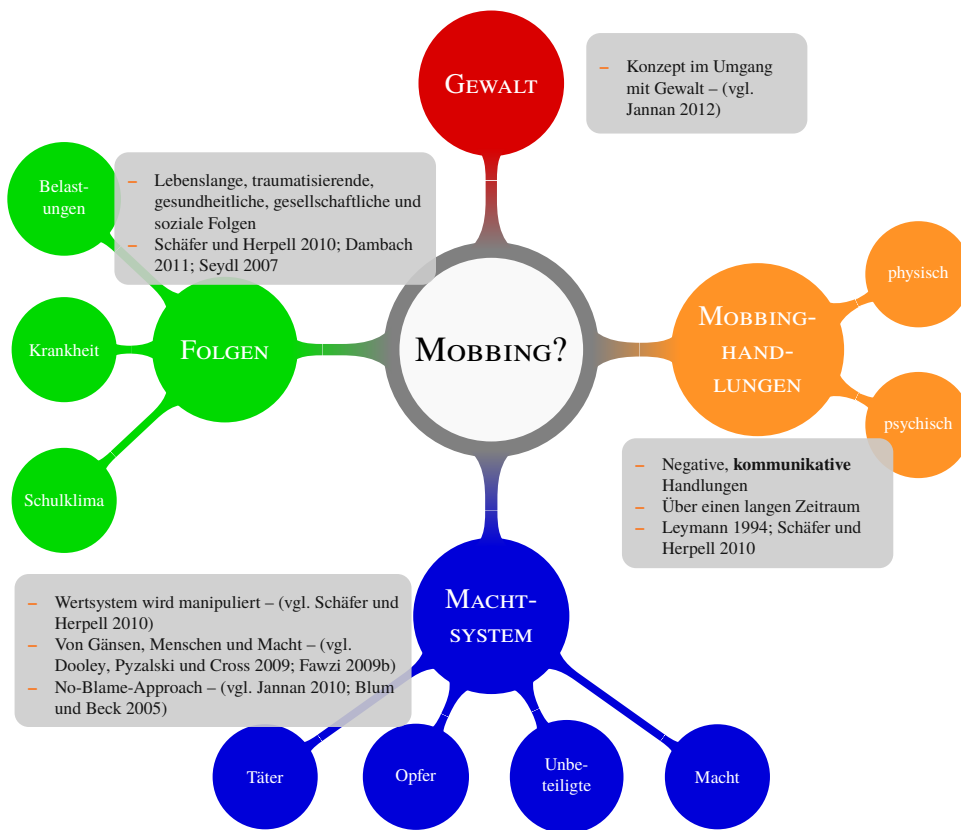 GEWALT
– Konzept im Umgang
mit Gewalt – (vgl.
Jannan 2012)
Belast-
ungen
– Lebenslange, traumatisierende,
gesundheitliche, gesellschaftliche und
soziale Folgen
– Schäfer und Herpell 2010; Dambach
2011; Seydl 2007
physisch
Krankheit
FOLGEN
MOBBING?
MOBBING-
HAND-
LUNGEN
psychisch
– Negative, kommunikative
Handlungen
– Über einen langen Zeitraum
– Leymann 1994; Schäfer und
Herpell 2010
Schulklima
– Wertsystem wird manipuliert – (vgl. Schäfer und
Herpell 2010)
– Von Gänsen, Menschen und Macht – (vgl.
Dooley, Pyzalski und Cross 2009; Fawzi 2009b)
– No-Blame-Approach – (vgl. Jannan 2010; Blum
und Beck 2005)
MACHT-
SYSTEM
Täter
Opfer
Unbe-
teiligte
Macht